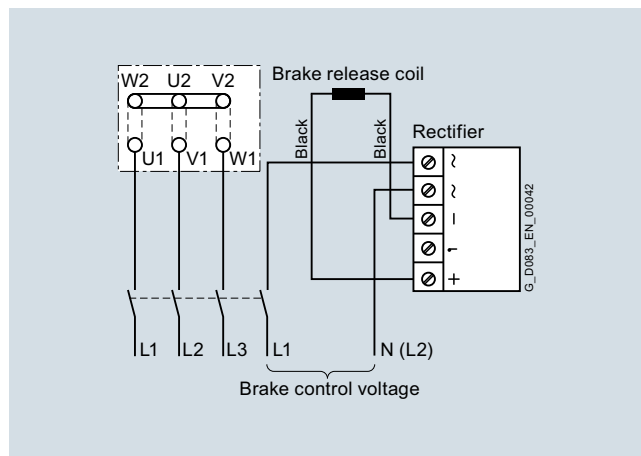 W2 U2 V2
U1 V1 W1
Brake release coil
Black
Black
Rectifier
~
~
–
+
G_D083_EN_00042
L1 L2 L3 L1 N (L2)
Brake control voltage